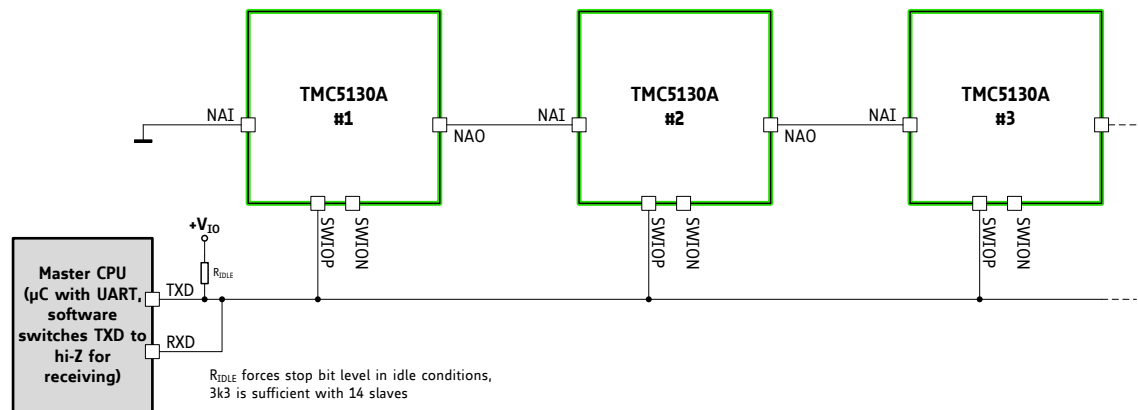 TMC5130A
#1
TMC5130A
#2
TMC5130A
#3
NAI
NAO
NAI
NAO
NAI
SWIOP
SWION
SWIOP
SWION
SWIOP
SWION
+VIO
RIDLE
Master CPU
(µC with UART,
software
switches TXD to
hi-Z for
receiving)
TXD
RXD
RIDLE forces stop bit level in idle conditions,
3k3 is sufficient with 14 slaves